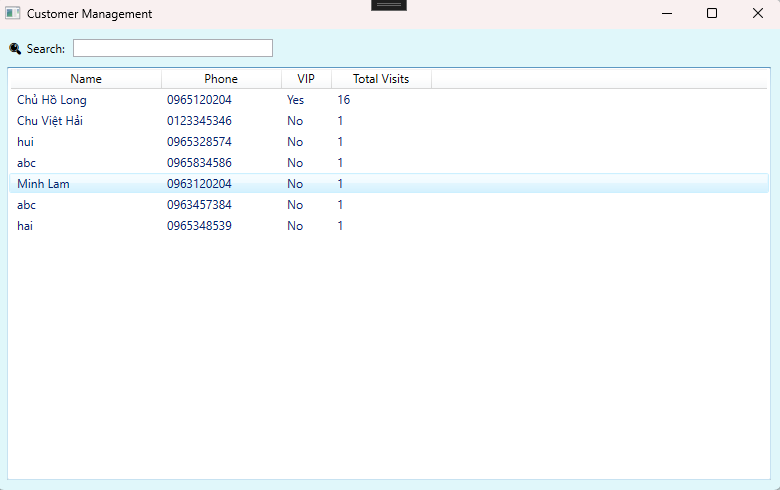 Customer Management
Search:
Name Phone VIP Total Visits
Chủ Hồ Long 0965120204 Yes 16
Chu Việt Hải 0123345346 No 1
hui 0965328574 No 1
abc 0965834586 No 1
Minh Lam 0963120204 No 1
abc 0963457384 No 1
hai 0965348539 No 1